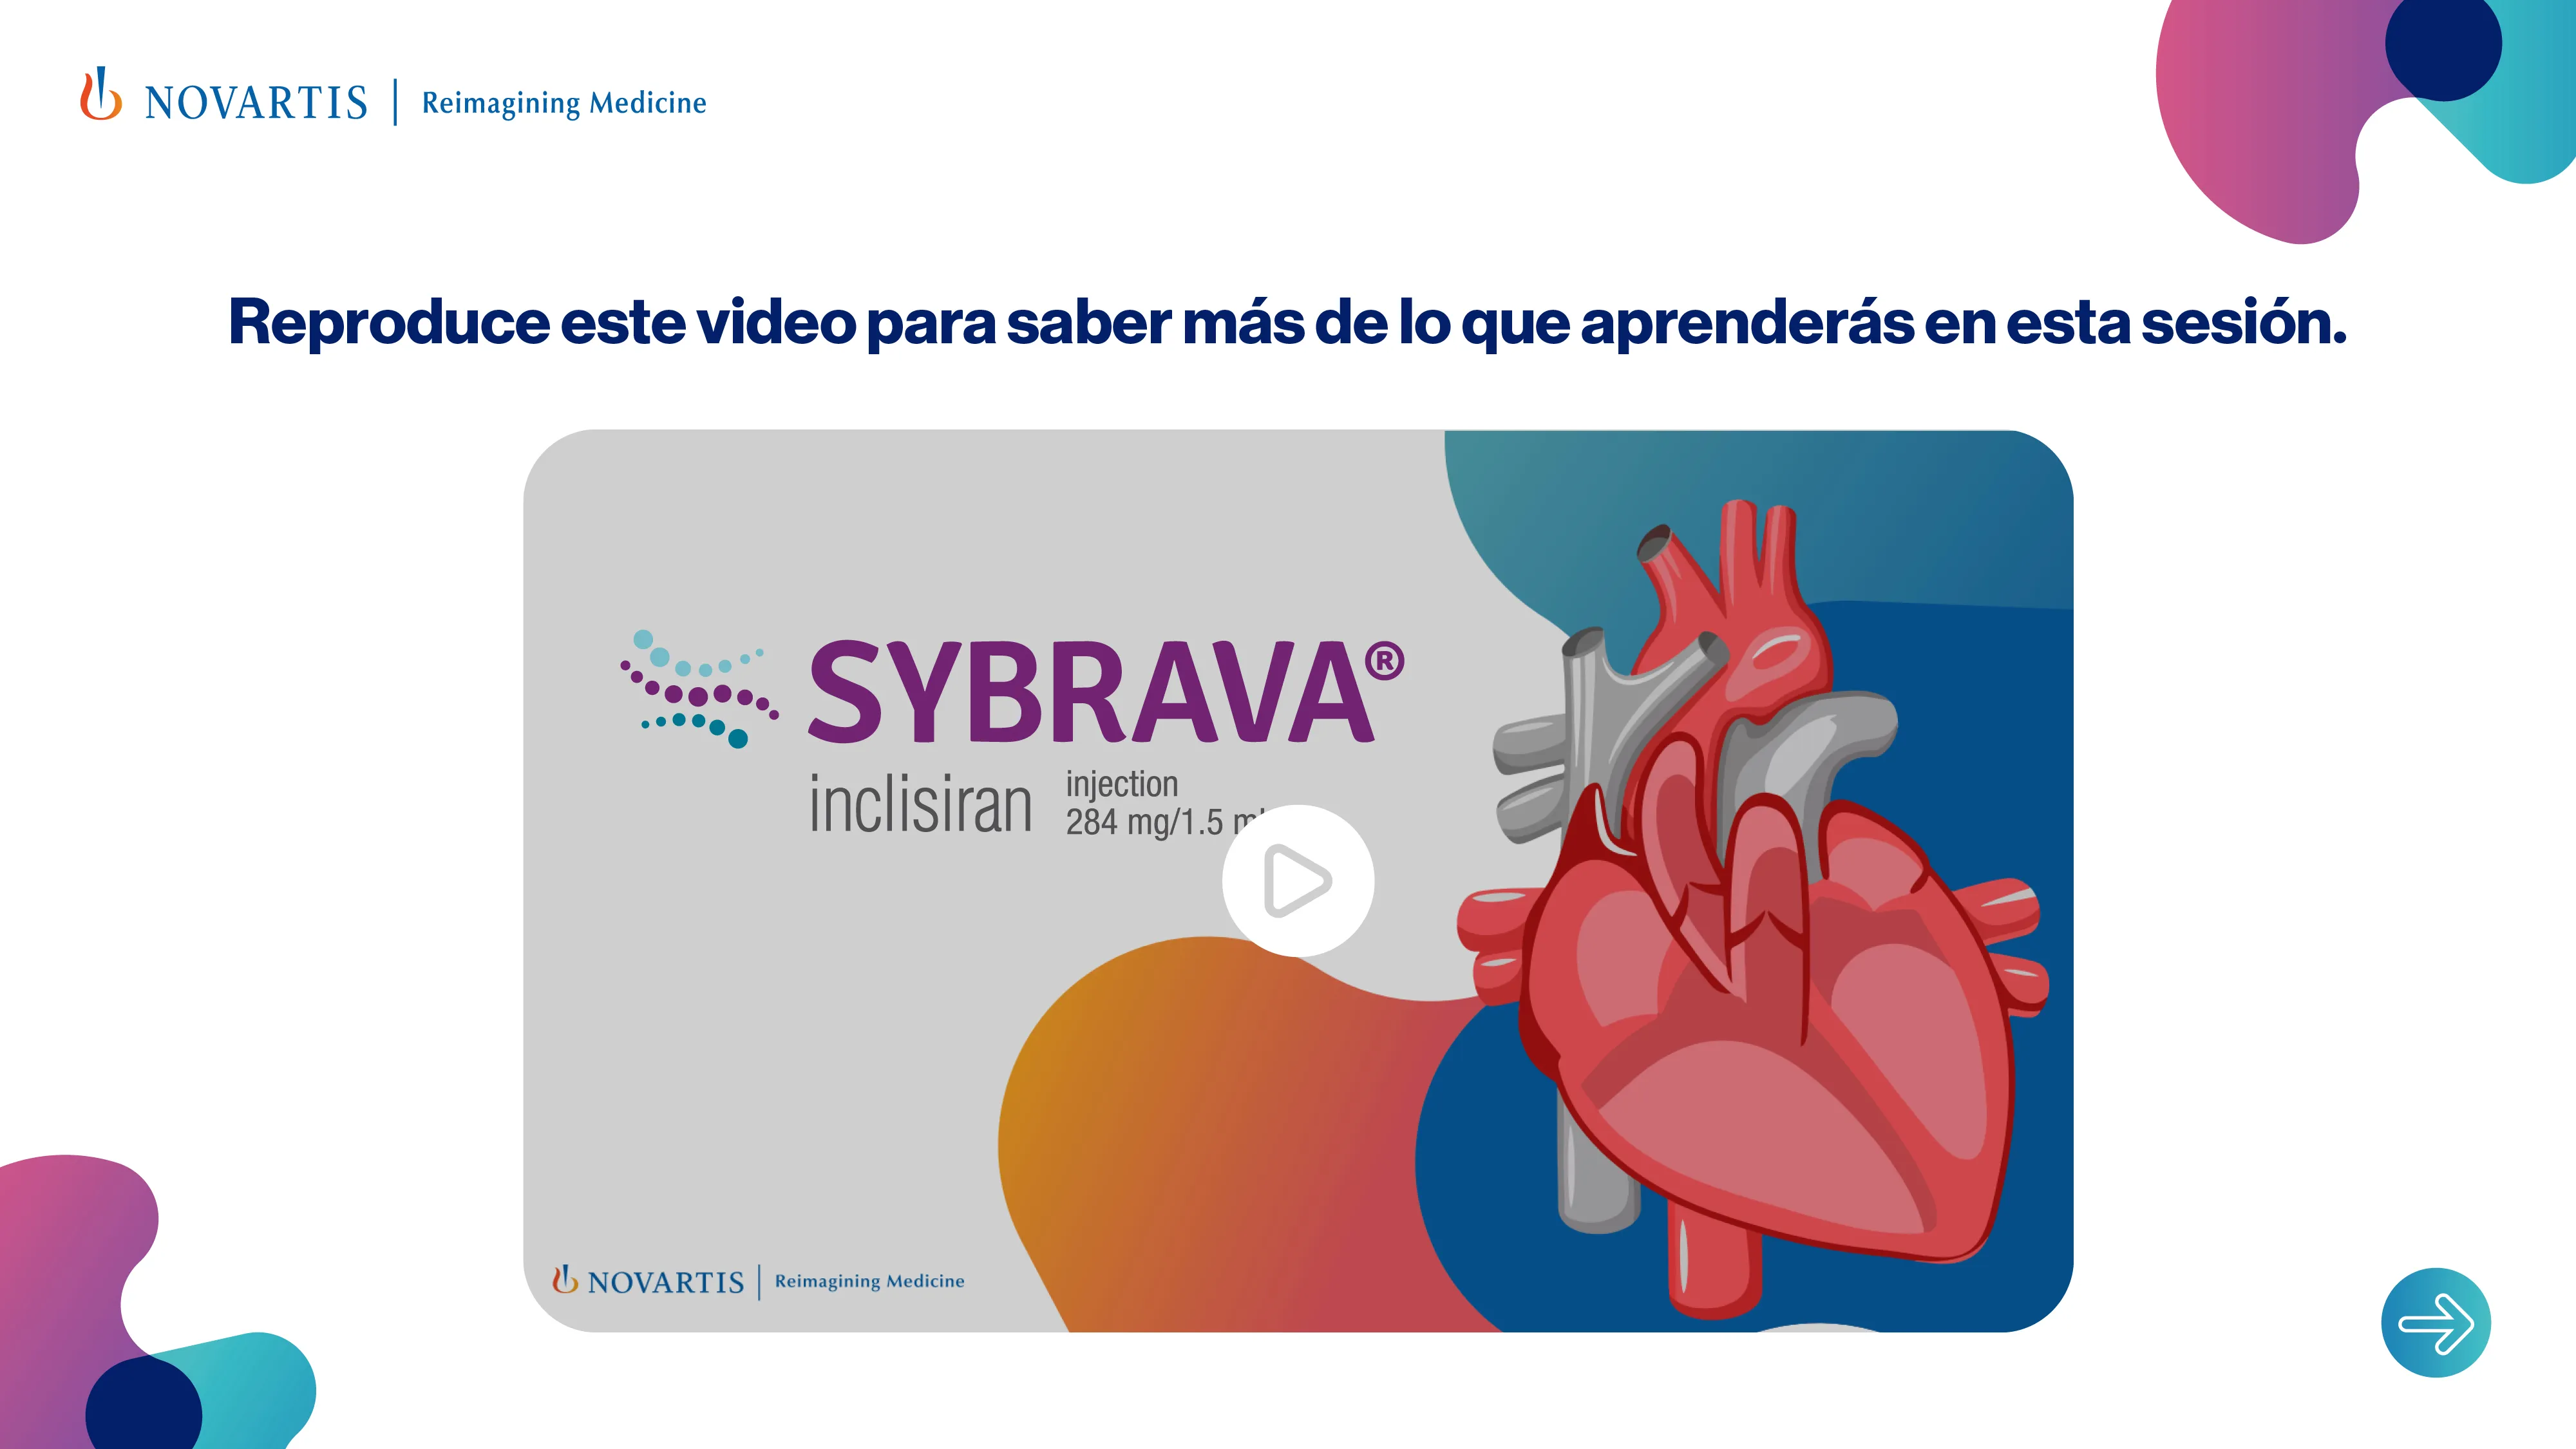 NOVARTIS | Reimagining Medicine
Reproduce este video para saber más de lo que aprenderás en esta sesión.
SYBRAVA®
inclisiran injection
284 mg/1.5
NOVARTIS | Reimagining Medicine